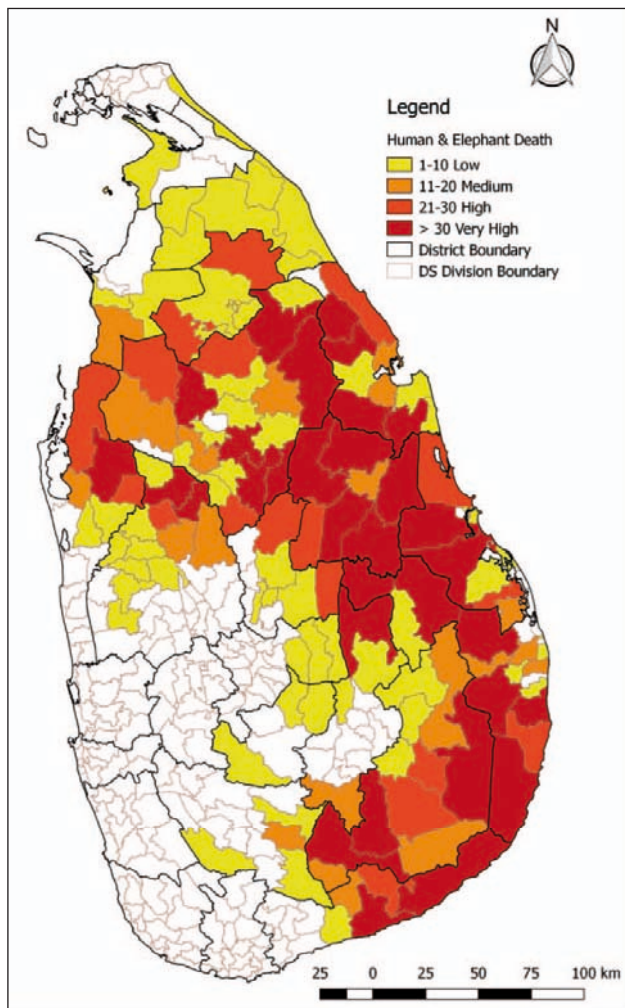 N
Legend
Human & Elephant Death
1-10 Low
11-20 Medium
21-30 High
> 30 Very High
District Boundary
DS Division Boundary
25 0 25 50 75 100 km